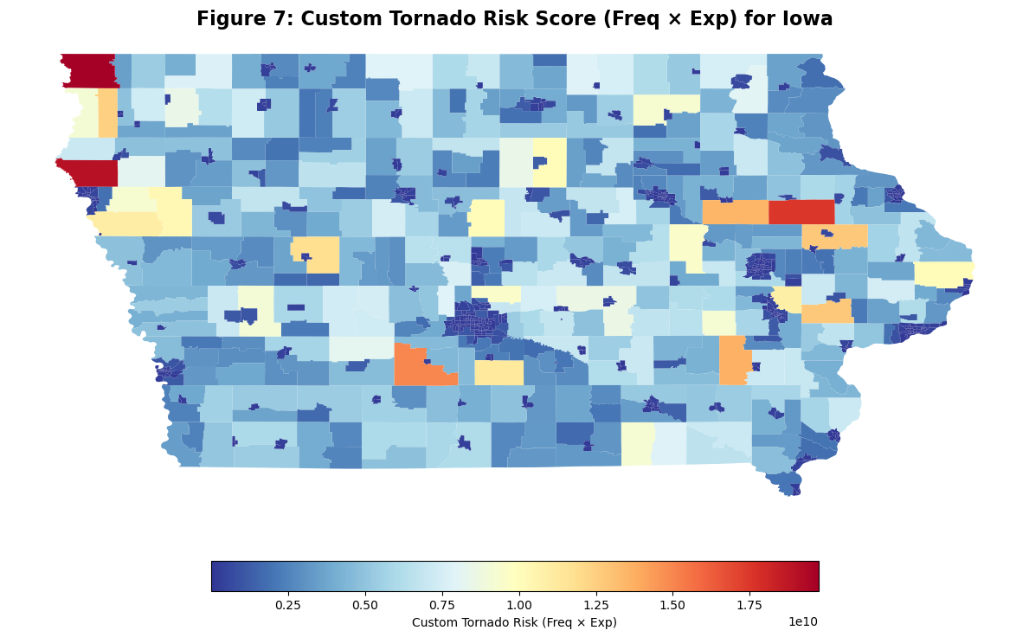 Figure 7: Custom Tornado Risk Score (Freq × Exp) for Iowa
0.25 0.50 0.75 1.00 1.25 1.50 1.75
1e10
Custom Tornado Risk (Freq × Exp)